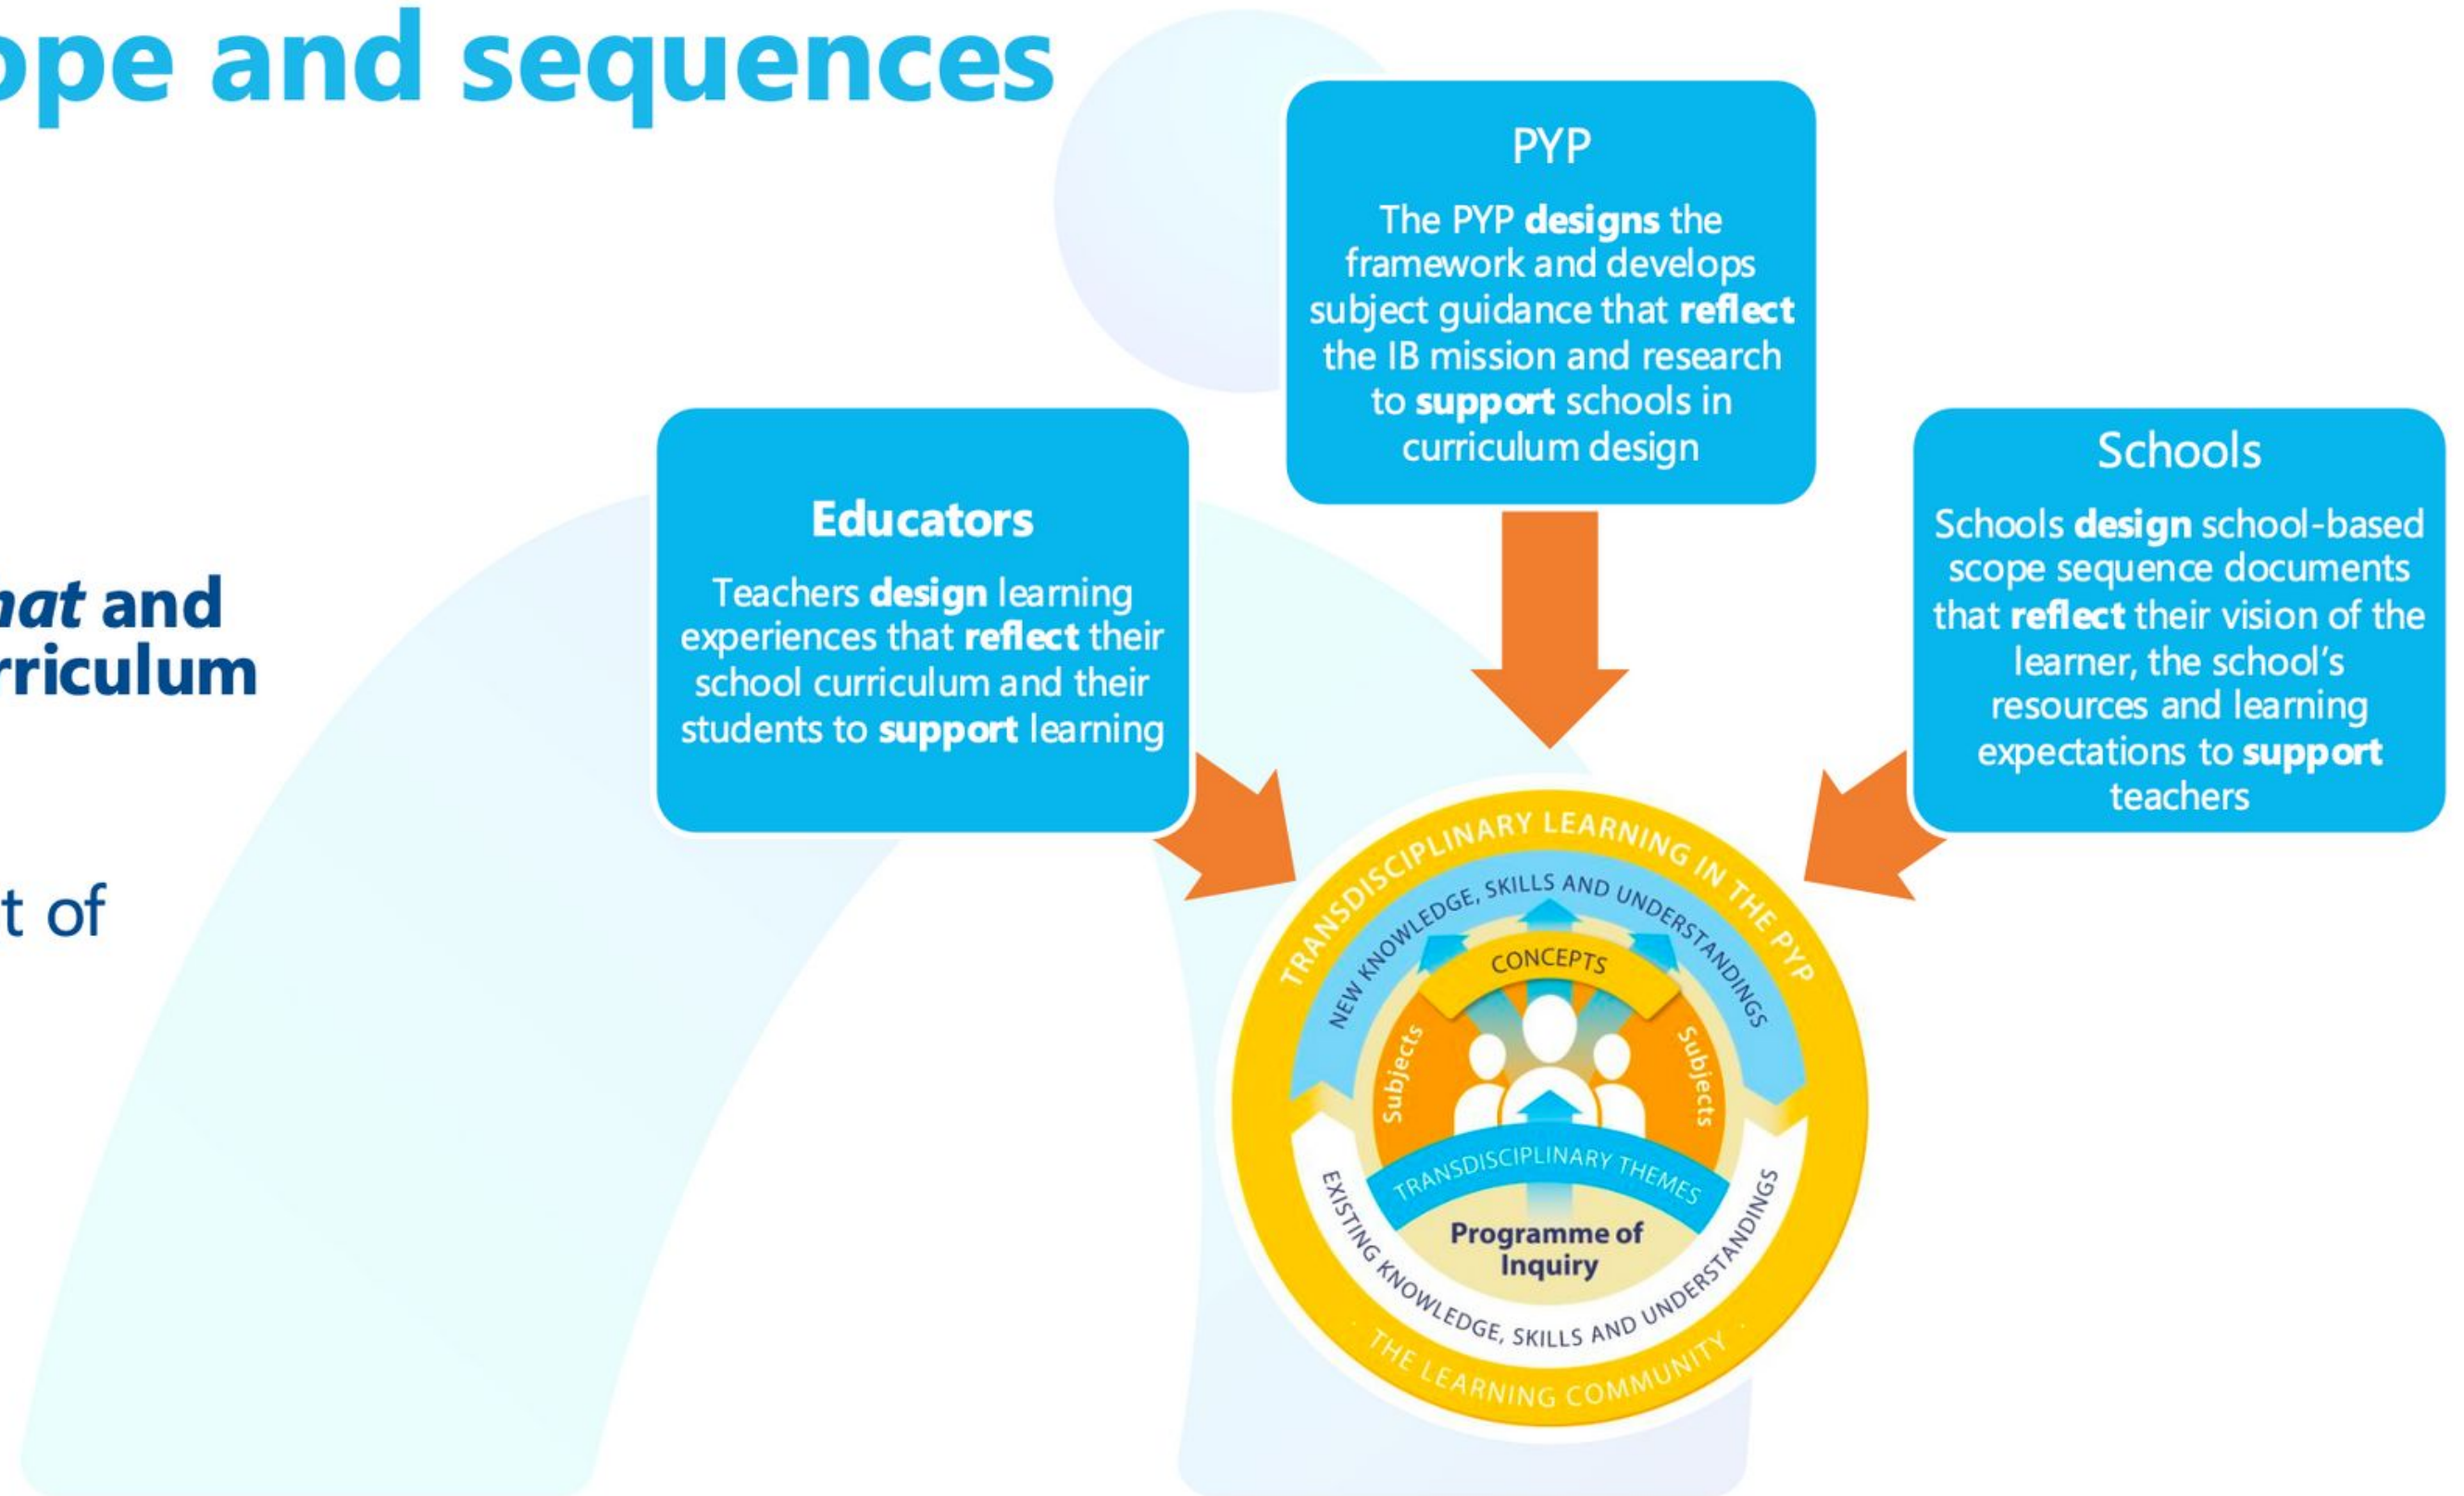 ope and sequences
hat and
rriculum
t of
Educators
Teachers design learning
experiences that reflect their
school curriculum and their
students to support learning
PYP
The PYP designs the
framework and develops
subject guidance that reflect
the IB mission and research
to support schools in
curriculum design
Schools
Schools design school-based
scope sequence documents
that reflect their vision of the
learner, the school's
resources and learning
expectations to support
teachers
TRANSDISCIPLINARY LEARNING IN THE PYP
NEW KNOWLEDGE, SKILLS AND UNDERSTANDINGS
CONCEPTS
Subjects
Subjects
TRANSDISCIPLINARY THEMES
Programme of
Inquiry
EXISTING KNOWLEDGE, SKILLS AND UNDERSTANDINGS
· THE LEARNING COMMUNITY ·